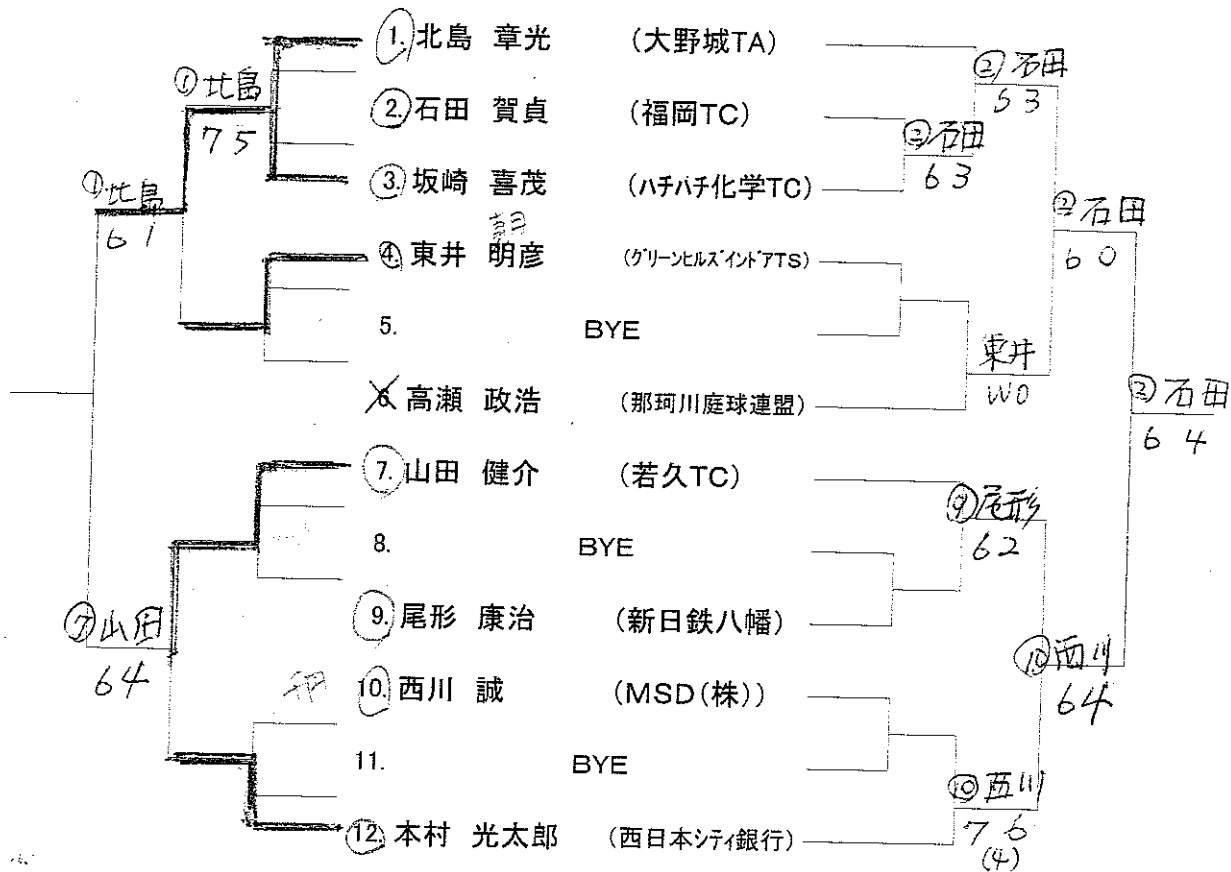 1. 北島 章光 (大野城TA)
② 石田
63
① 北島
75
2. 石田 賀貞 (福岡TC)
② 石田
63
3. 坂崎 喜茂 (ハチハチ化学TC)
① 北島
61
② 石田
60
4. 東井 明彦 (グリーンヒルズインドアTS)
5. BYE
東井
WO
6. 高瀬 政浩 (那珂川庭球連盟)
② 石田
64
7. 山田 健介 (若久TC)
⑨ 尾形
62
8. BYE
9. 尾形 康治 (新日鉄八幡)
⑦ 山田
64
⑩ 西川
64
10. 西川 誠 (MSD(株))
11. BYE
⑩ 西川
76
(4)
12. 本村 光太郎 (西日本シティ銀行)